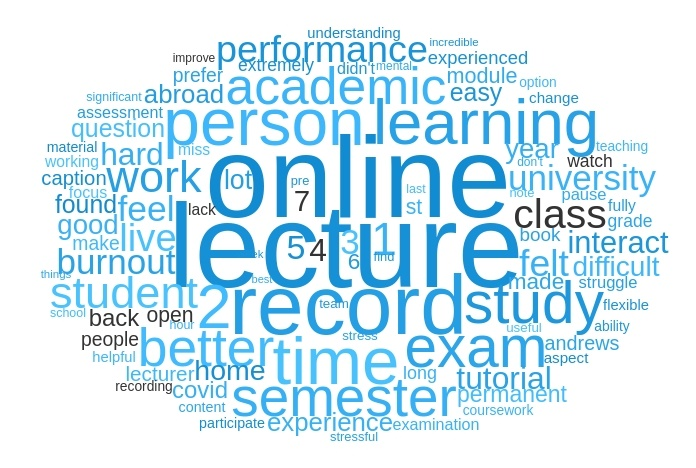 understanding
performance incredible
improve extremely didn't mental experienced
prefer academic module option
significant abroad easy change
assessment person learning
question year teaching
material hard miss online don't watch
working work lot pre last university
caption focus 7 st note pause
found feel lack class fully
good live lecture book grade
make 5 4 3 1 interact
burnout week 6 find felt difficult
things student best made struggle
school 2 record team study flexible
back open useful ability
people hour stress exam andrews
helpful better time aspect
lecturer home long tutorial
recording covid semester permanent
content coursework
participate experience examination
stressful